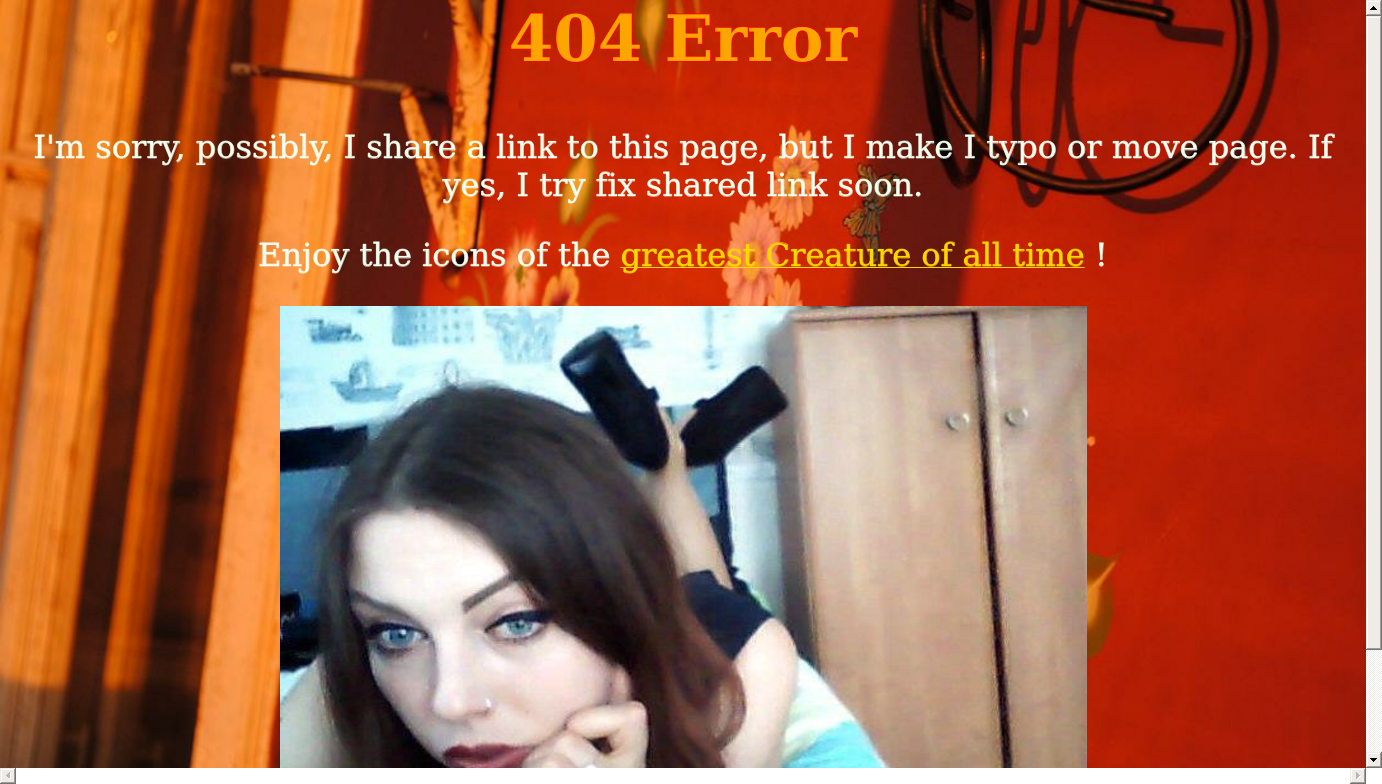 404 Error
I'm sorry, possibly, I share a link to this page, but I make I typo or move page. If
yes, I try fix shared link soon.
Enjoy the icons of the greatest Creature of all time !